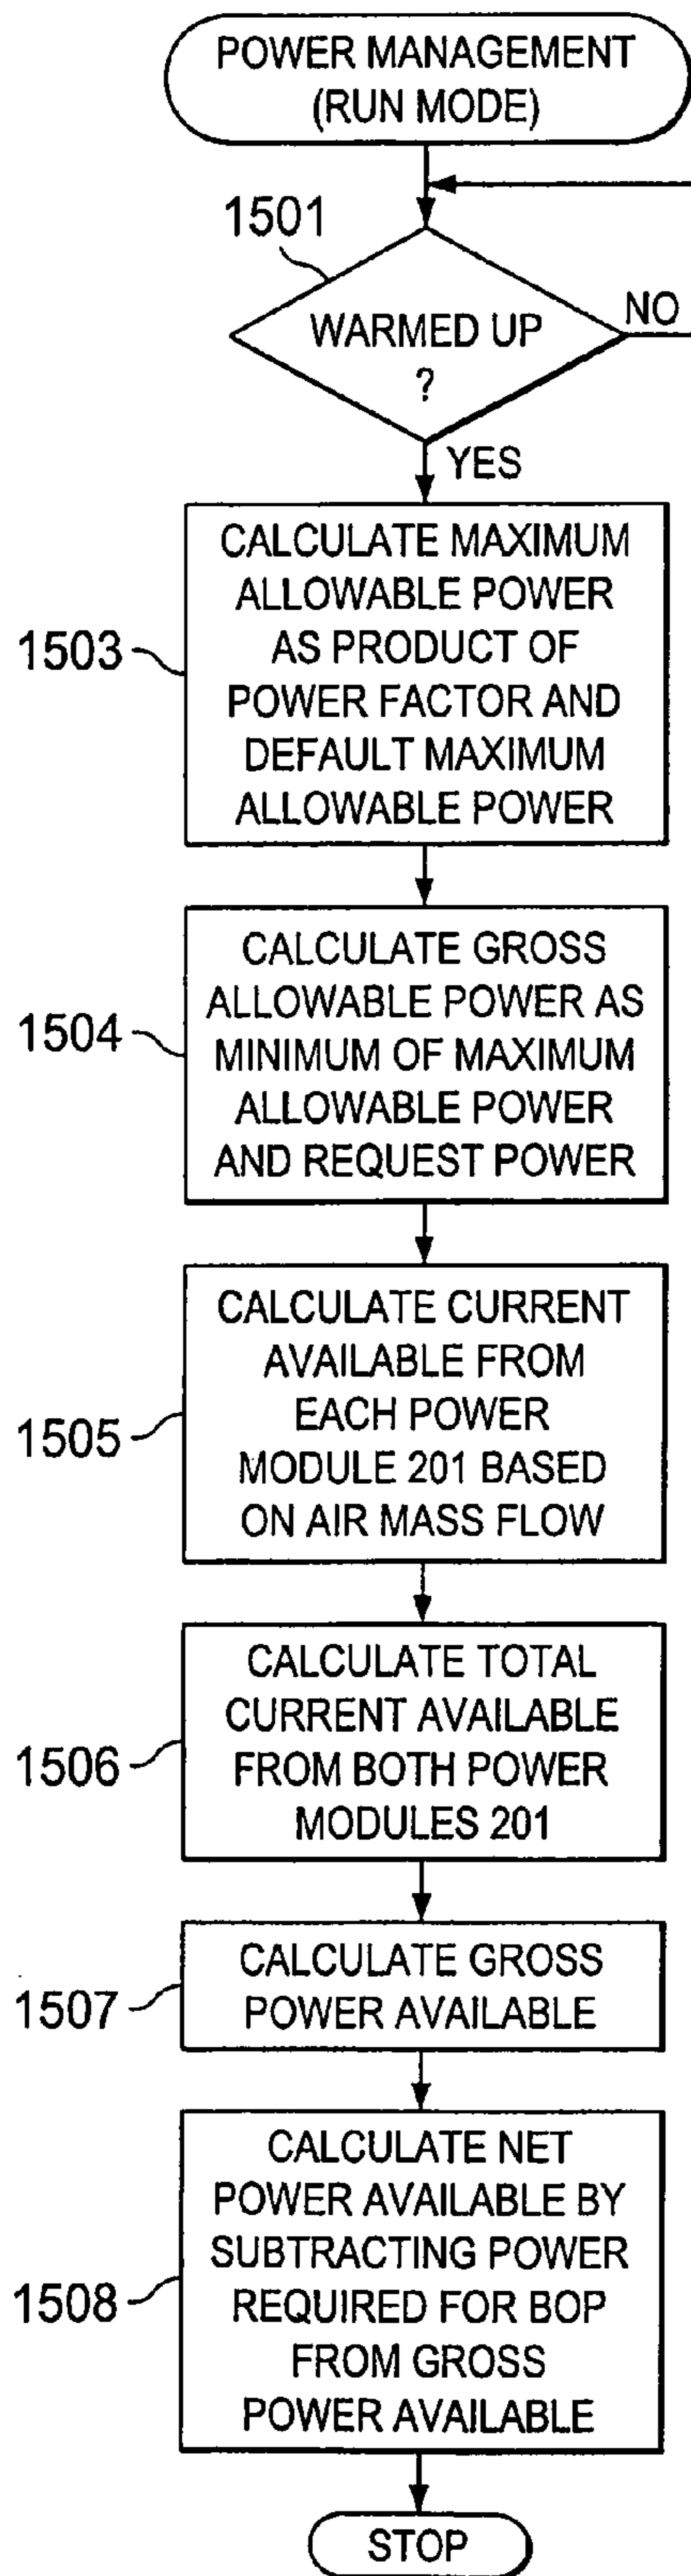 POWER MANAGEMENT
(RUN MODE)
1501
WARMED UP
?
NO
YES
1503
CALCULATE MAXIMUM
ALLOWABLE POWER
AS PRODUCT OF
POWER FACTOR AND
DEFAULT MAXIMUM
ALLOWABLE POWER
1504
CALCULATE GROSS
ALLOWABLE POWER AS
MINIMUM OF MAXIMUM
ALLOWABLE POWER
AND REQUEST POWER
1505
CALCULATE CURRENT
AVAILABLE FROM
EACH POWER
MODULE 201 BASED
ON AIR MASS FLOW
1506
CALCULATE TOTAL
CURRENT AVAILABLE
FROM BOTH POWER
MODULES 201
1507
CALCULATE GROSS
POWER AVAILABLE
1508
CALCULATE NET
POWER AVAILABLE BY
SUBTRACTING POWER
REQUIRED FOR BOP
FROM GROSS
POWER AVAILABLE
STOP